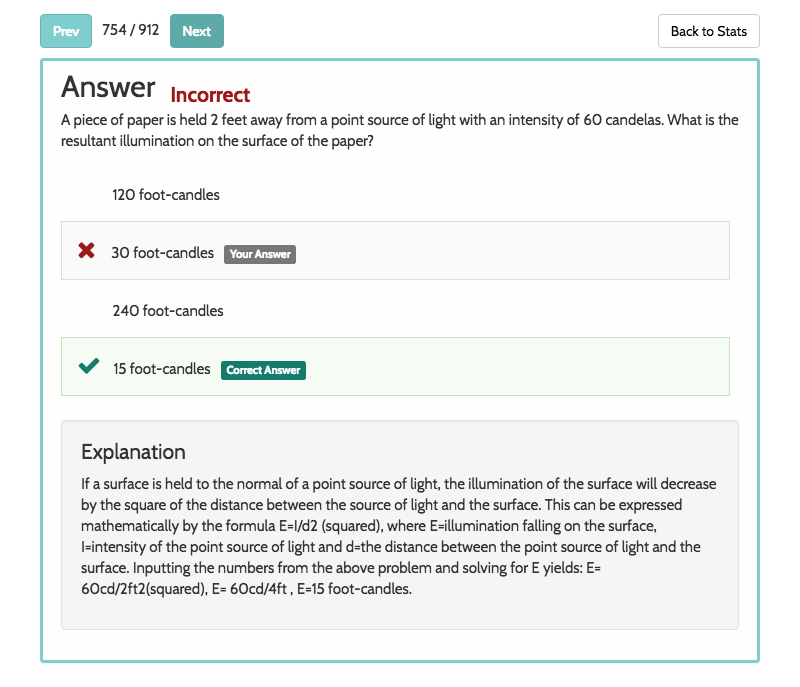 Prev 754 / 912 Next Back to Stats
Answer Incorrect
A piece of paper is held 2 feet away from a point source of light with an intensity of 60 candelas. What is the
resultant illumination on the surface of the paper?
120 foot-candles
30 foot-candles Your Answer
240 foot-candles
15 foot-candles Correct Answer
Explanation
If a surface is held to the normal of a point source of light, the illumination of the surface will decrease
by the square of the distance between the source of light and the surface. This can be expressed
mathematically by the formula E=I/d2 (squared), where E=illumination falling on the surface,
I=intensity of the point source of light and d=the distance between the point source of light and the
surface. Inputting the numbers from the above problem and solving for E yields: E=
60cd/2ft2(squared), E= 60cd/4ft , E=15 foot-candles.